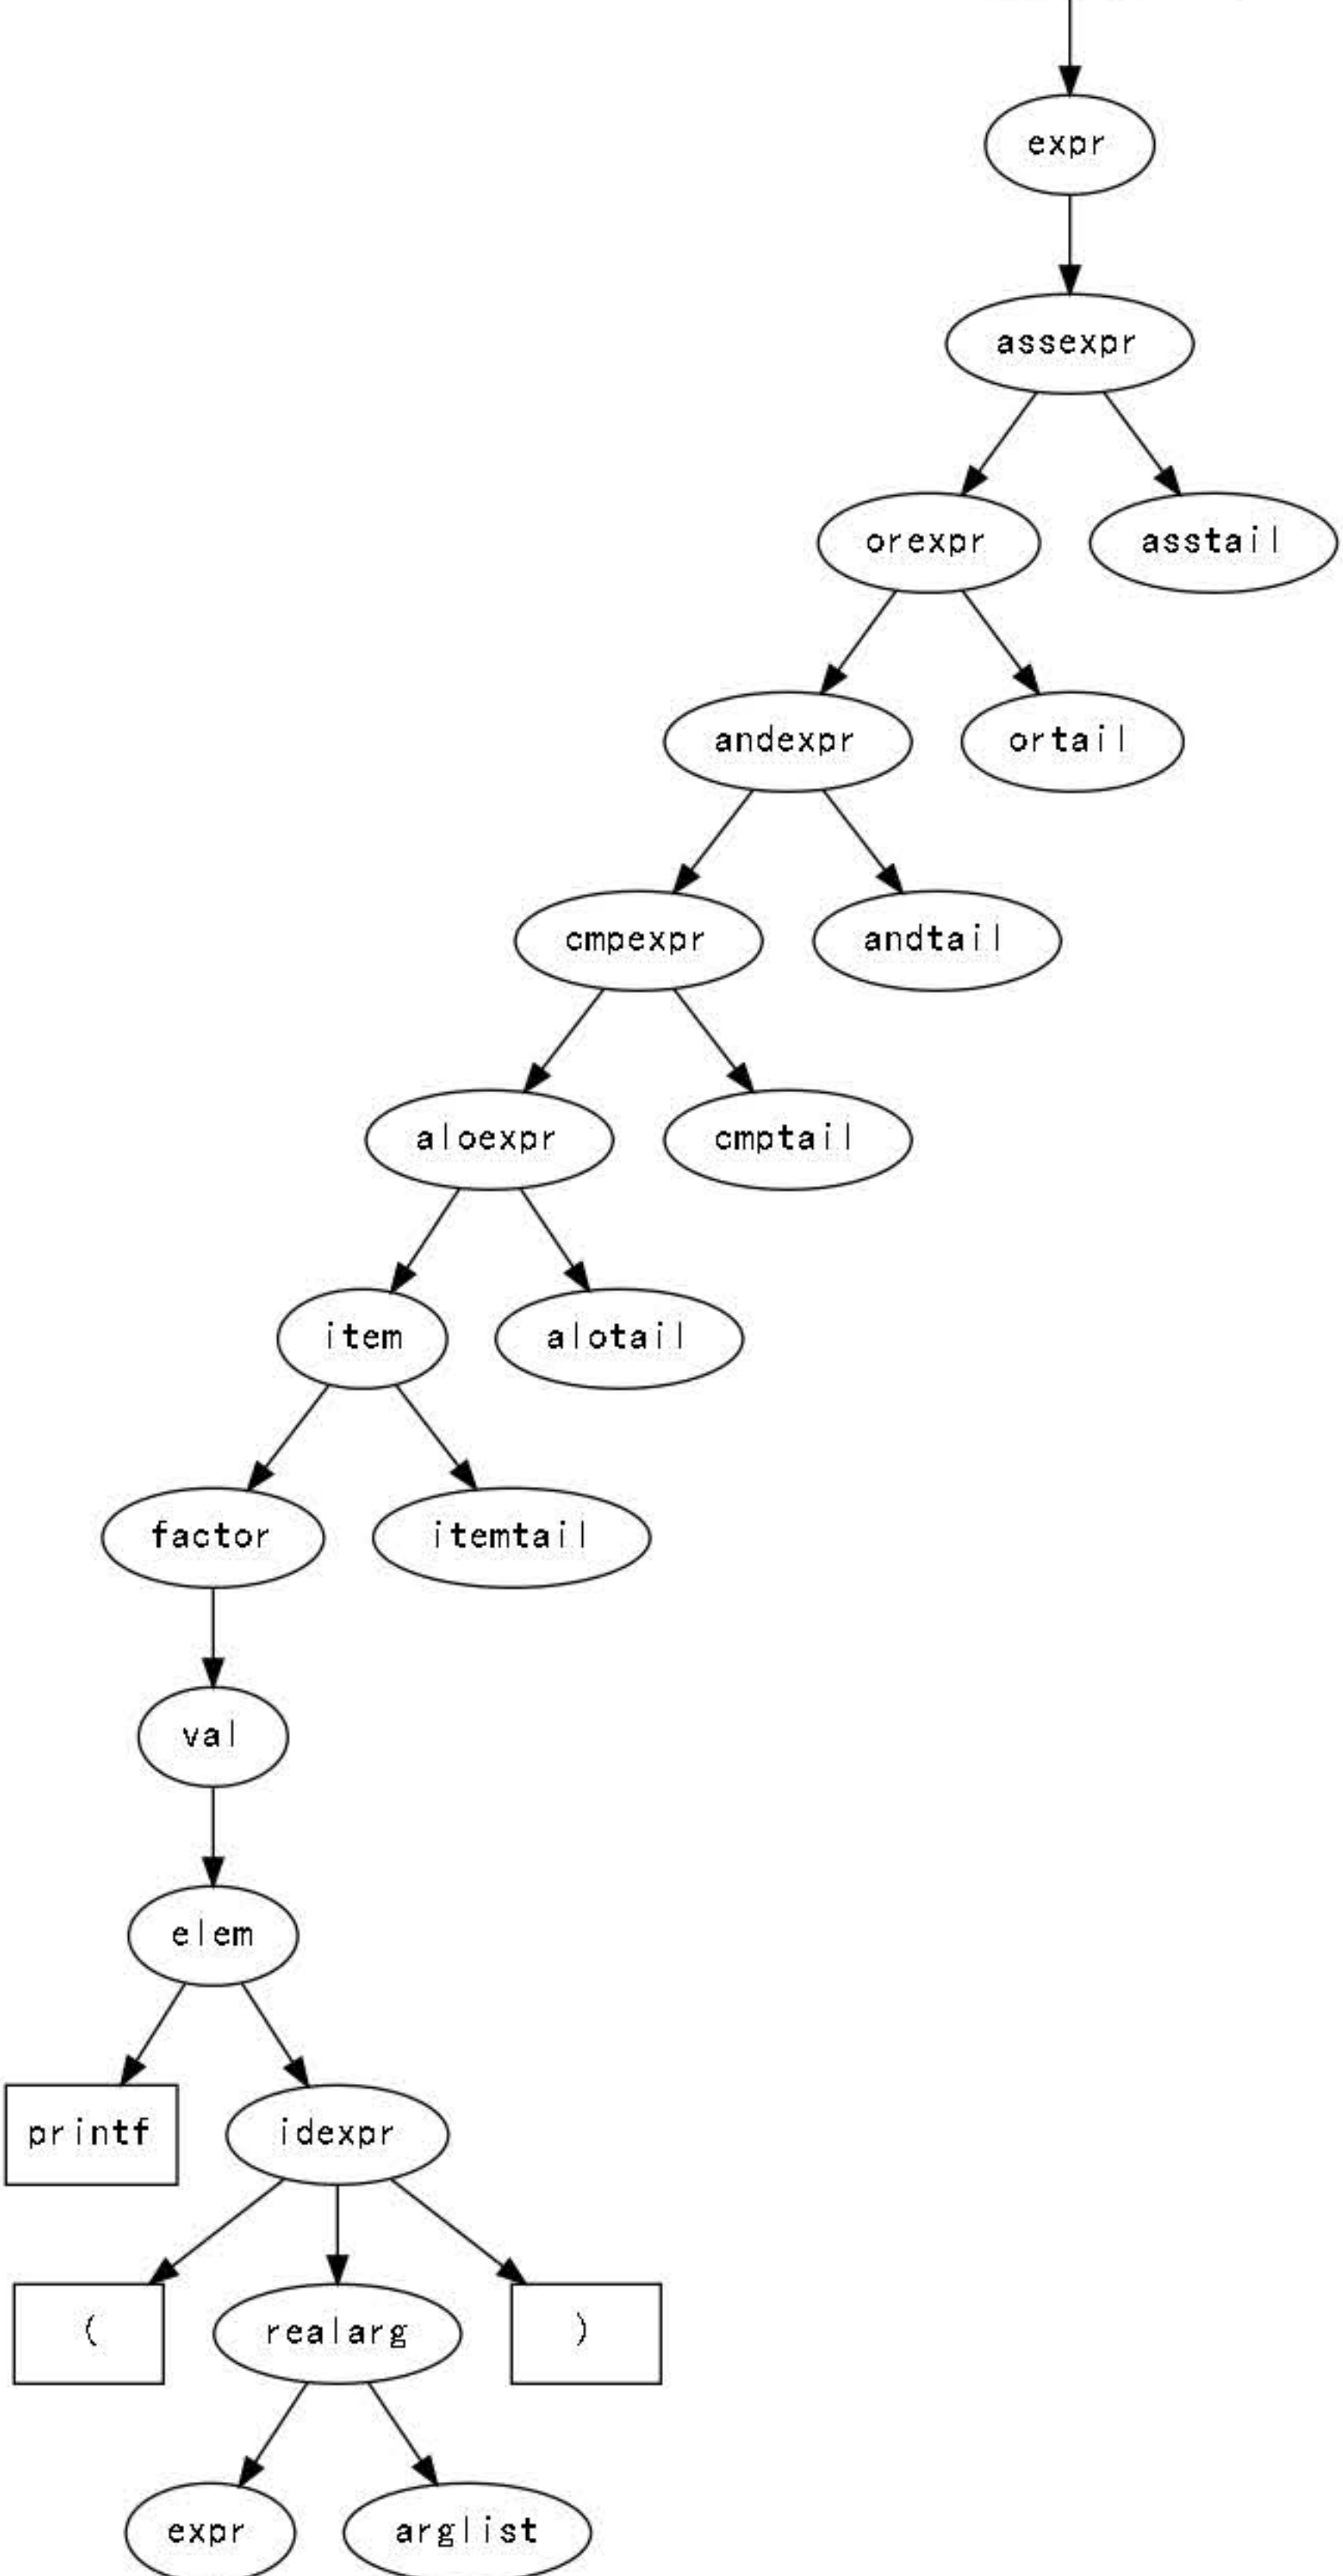 expr
assexpr
orexpr
asstail
andexpr
ortail
cmpexpr
andtail
aloexpr
cmptail
item
alotail
factor
itemtail
val
elem
printf
idexpr
(
realarg
)
expr
arglist